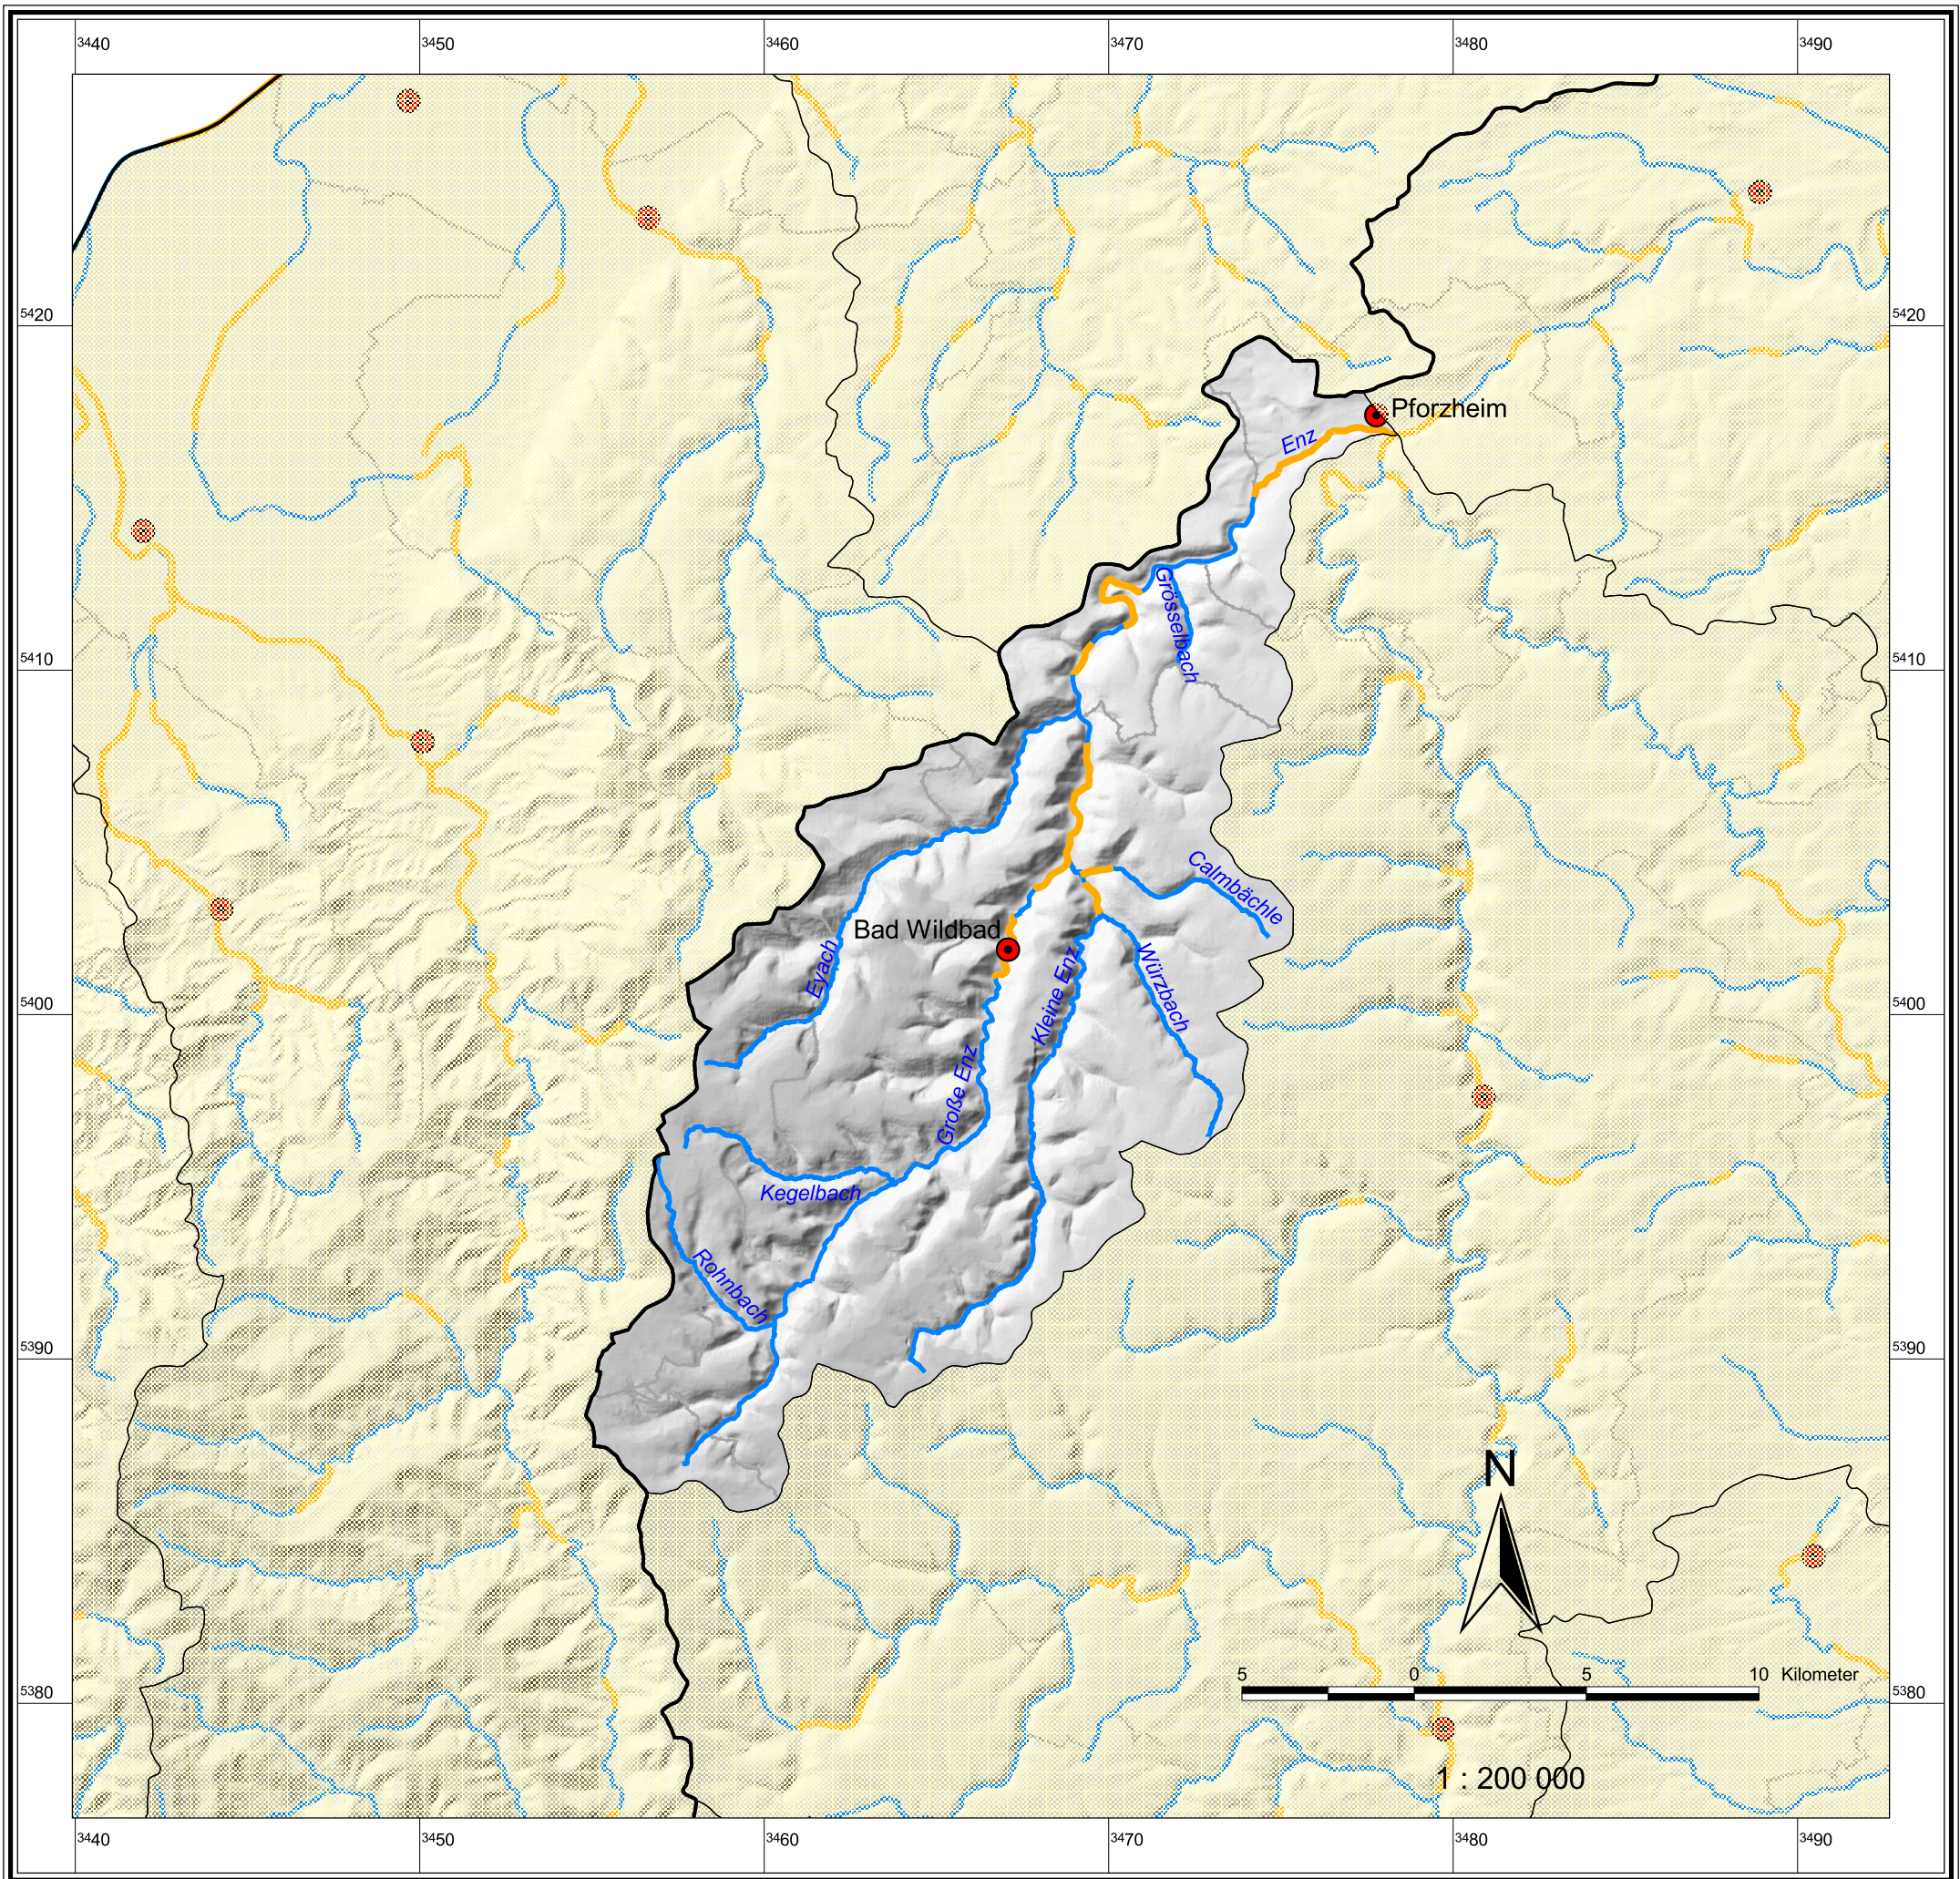 3440 3450 3460 3470 3480 3490
5420 5420
Pforzheim
Enz
Grösselbach
5410 5410
Calmbächle
Bad Wildbad
Eyach
Kleine Enz
Würzbach
5400 5400
Große Enz
Kegelbach
Rohnbach
5390 5390
N
5 0 5 10 Kilometer
5380 5380
1 : 200 000
3440 3450 3460 3470 3480 3490